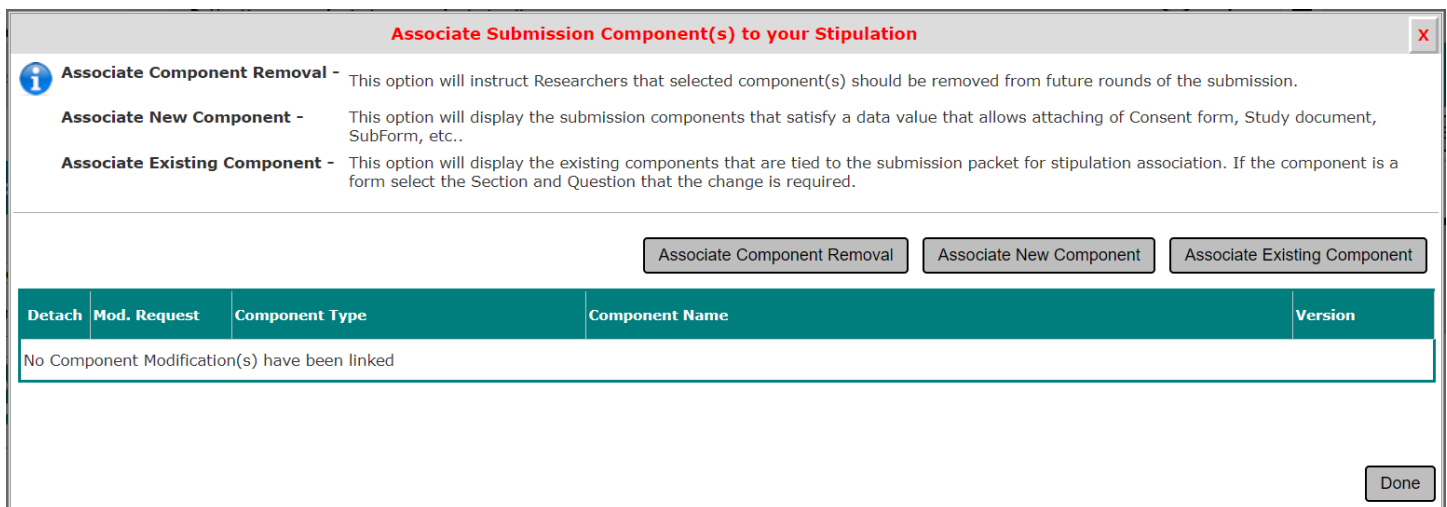 Associate Submission Component(s) to your Stipulation
X
Associate Component Removal - This option will instruct Researchers that selected component(s) should be removed from future rounds of the submission.
Associate New Component - This option will display the submission components that satisfy a data value that allows attaching of Consent form, Study document,
SubForm, etc..
Associate Existing Component - This option will display the existing components that are tied to the submission packet for stipulation association. If the component is a
form select the Section and Question that the change is required.
Associate Component Removal Associate New Component Associate Existing Component
Detach Mod. Request Component Type Component Name Version
No Component Modification(s) have been linked
Done